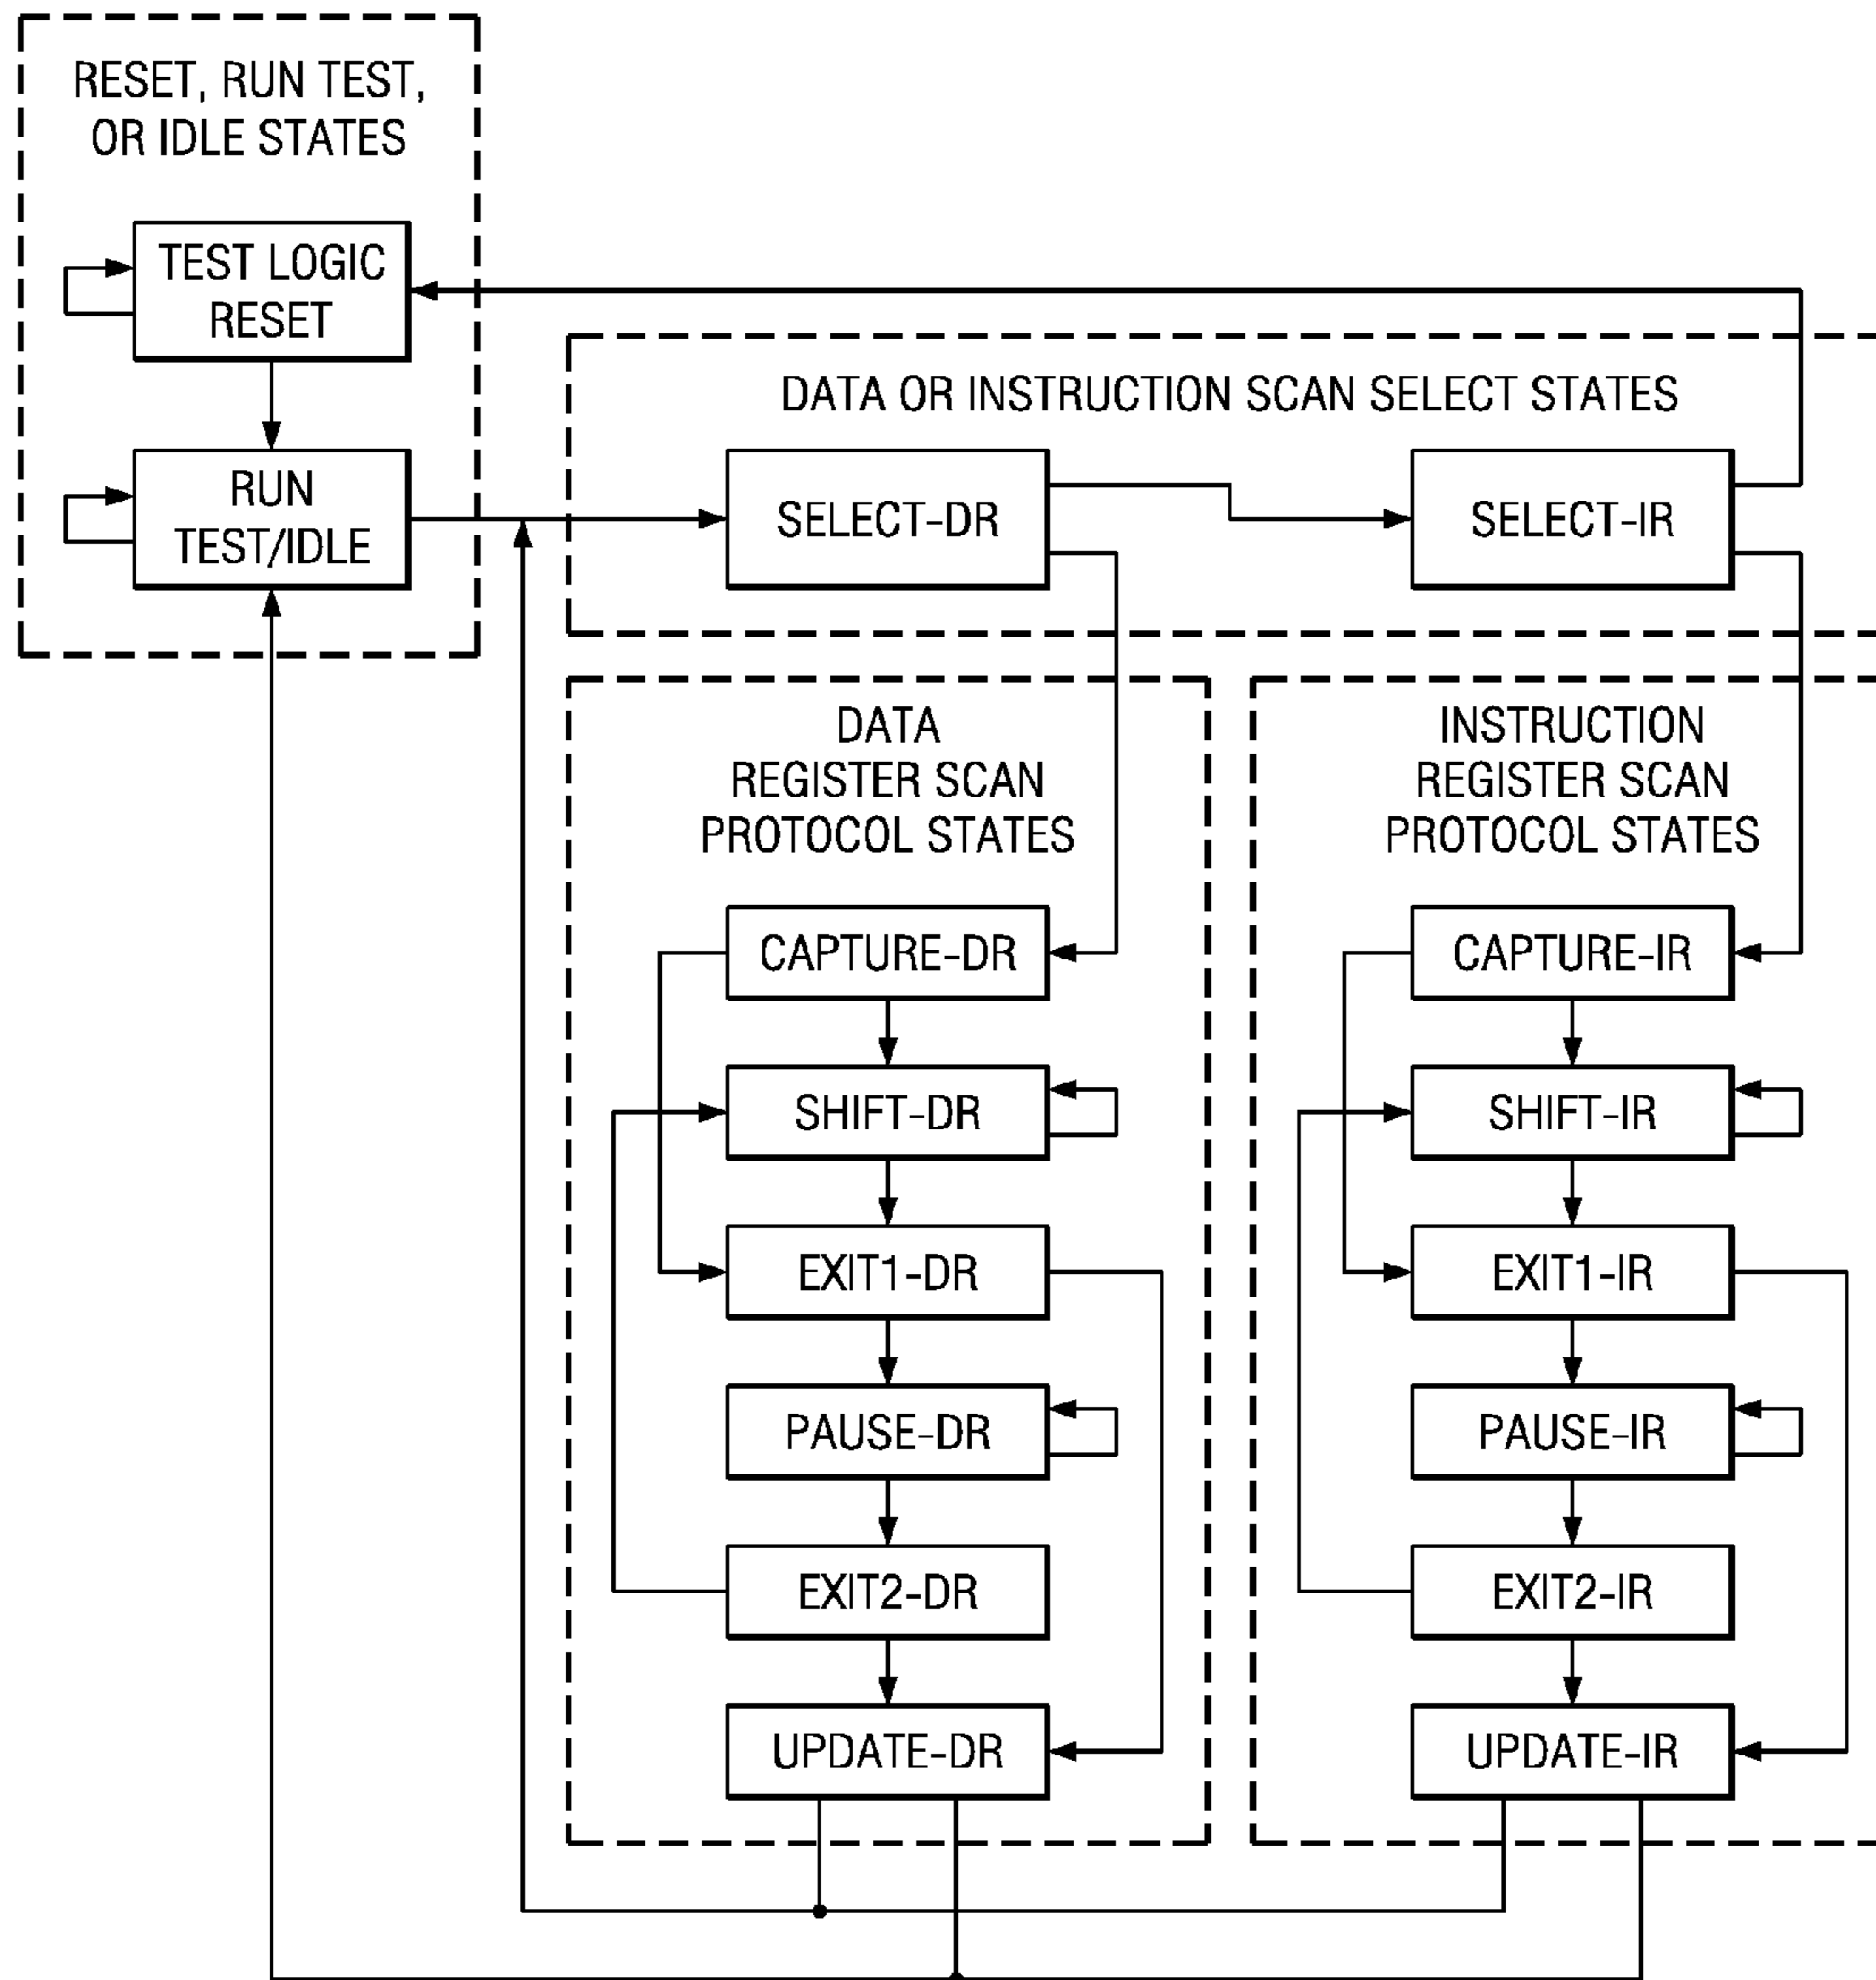 RESET, RUN TEST,
OR IDLE STATES
TEST LOGIC
RESET
RUN
TEST/IDLE
DATA OR INSTRUCTION SCAN SELECT STATES
SELECT-DR
SELECT-IR
DATA
REGISTER SCAN
PROTOCOL STATES
CAPTURE-DR
SHIFT-DR
EXIT1-DR
PAUSE-DR
EXIT2-DR
UPDATE-DR
INSTRUCTION
REGISTER SCAN
PROTOCOL STATES
CAPTURE-IR
SHIFT-IR
EXIT1-IR
PAUSE-IR
EXIT2-IR
UPDATE-IR